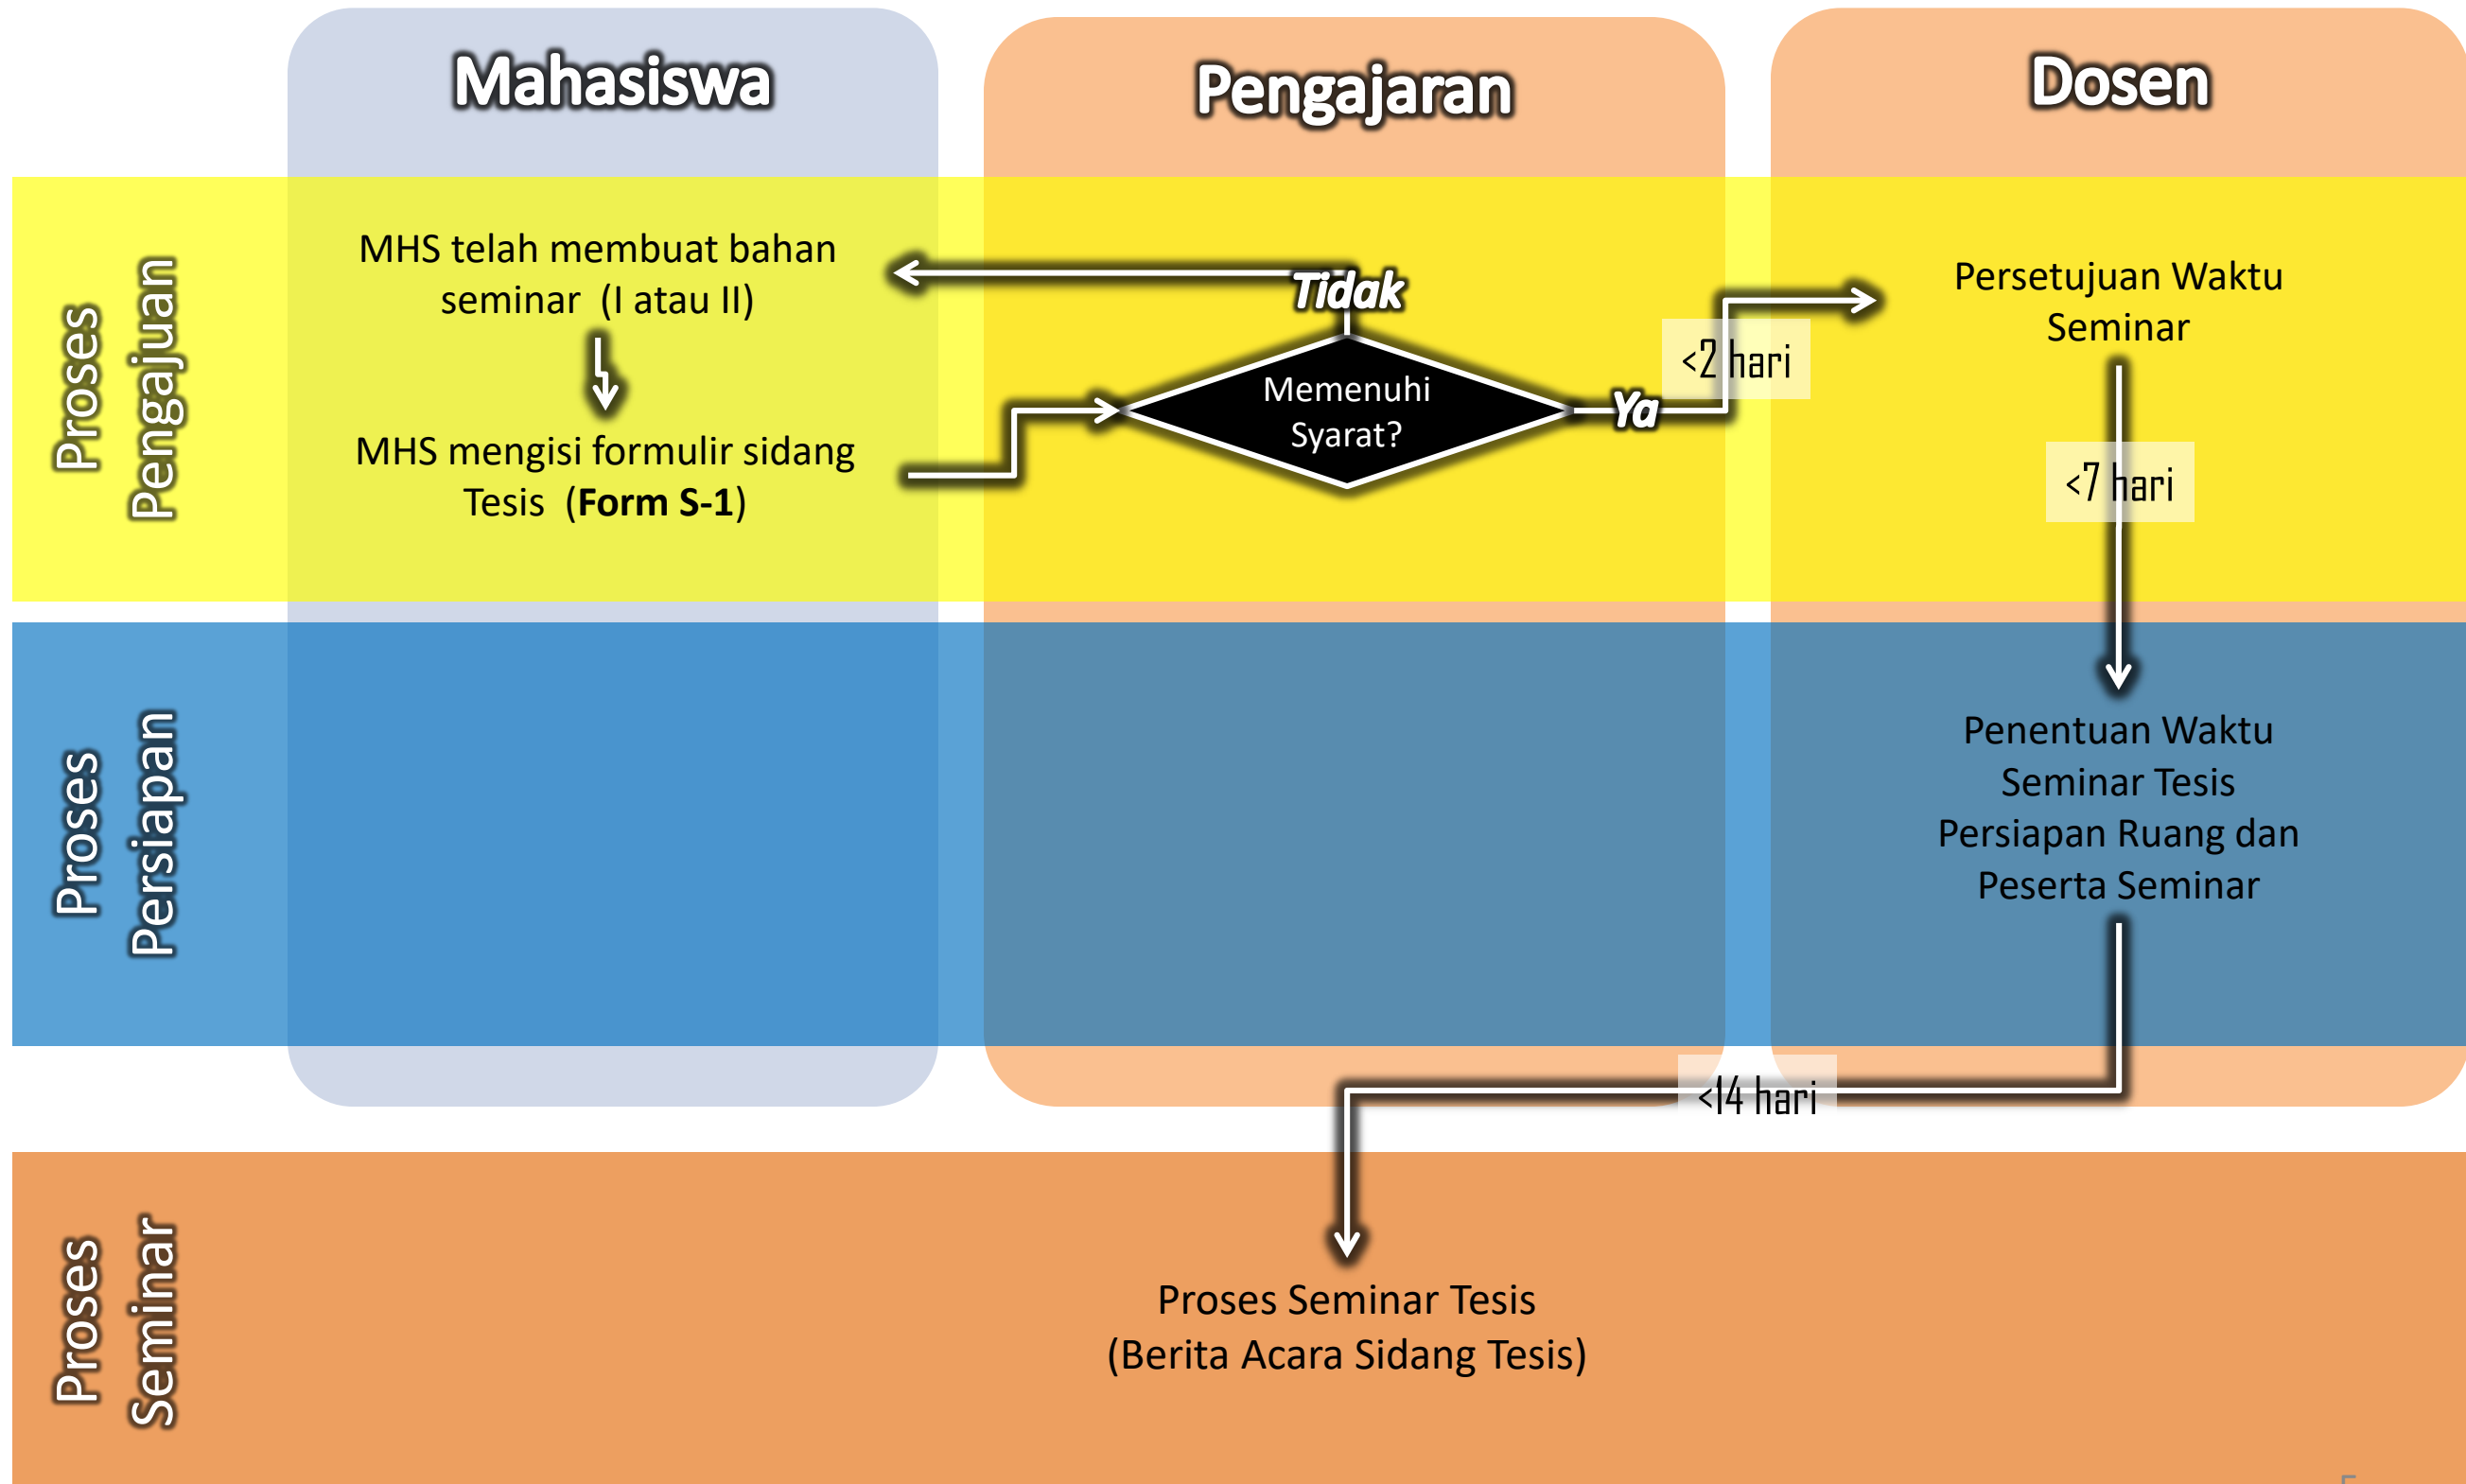 Mahasiswa
Pengajaran
Dosen
Proses
Pengajuan
MHS telah membuat bahan
seminar (I atau II)
MHS mengisi formulir sidang
Tesis (Form S-1)
Tidak
Memenuhi
Syarat?
Ya
<2 hari
Persetujuan Waktu
Seminar
<7 hari
Proses
Persiapan
Penentuan Waktu
Seminar Tesis
Persiapan Ruang dan
Peserta Seminar
<14 hari
Proses
Seminar
Proses Seminar Tesis
(Berita Acara Sidang Tesis)